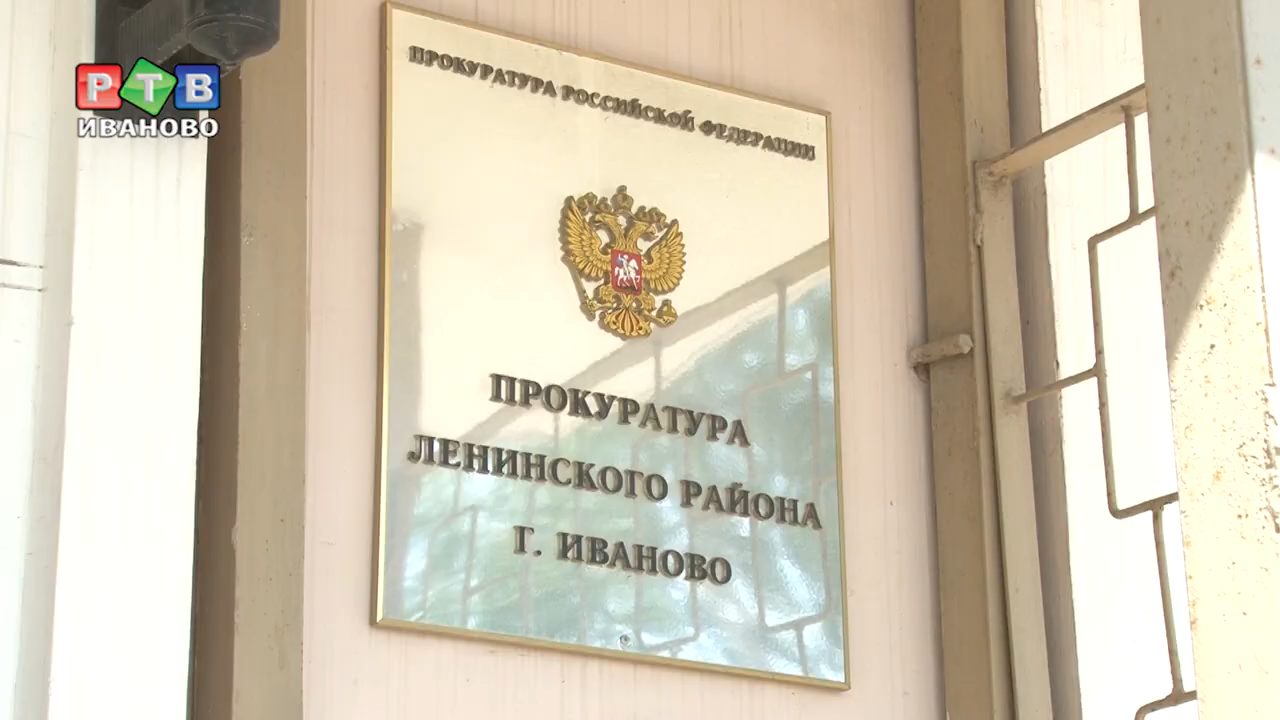 РТВ
ИВАНОВО
ПРОКУРАТУРА РОССИЙСКОЙ ФЕДЕРАЦИИ
ПРОКУРАТУРА
ЛЕНИНСКОГО РАЙОНА
Г. ИВАНОВО